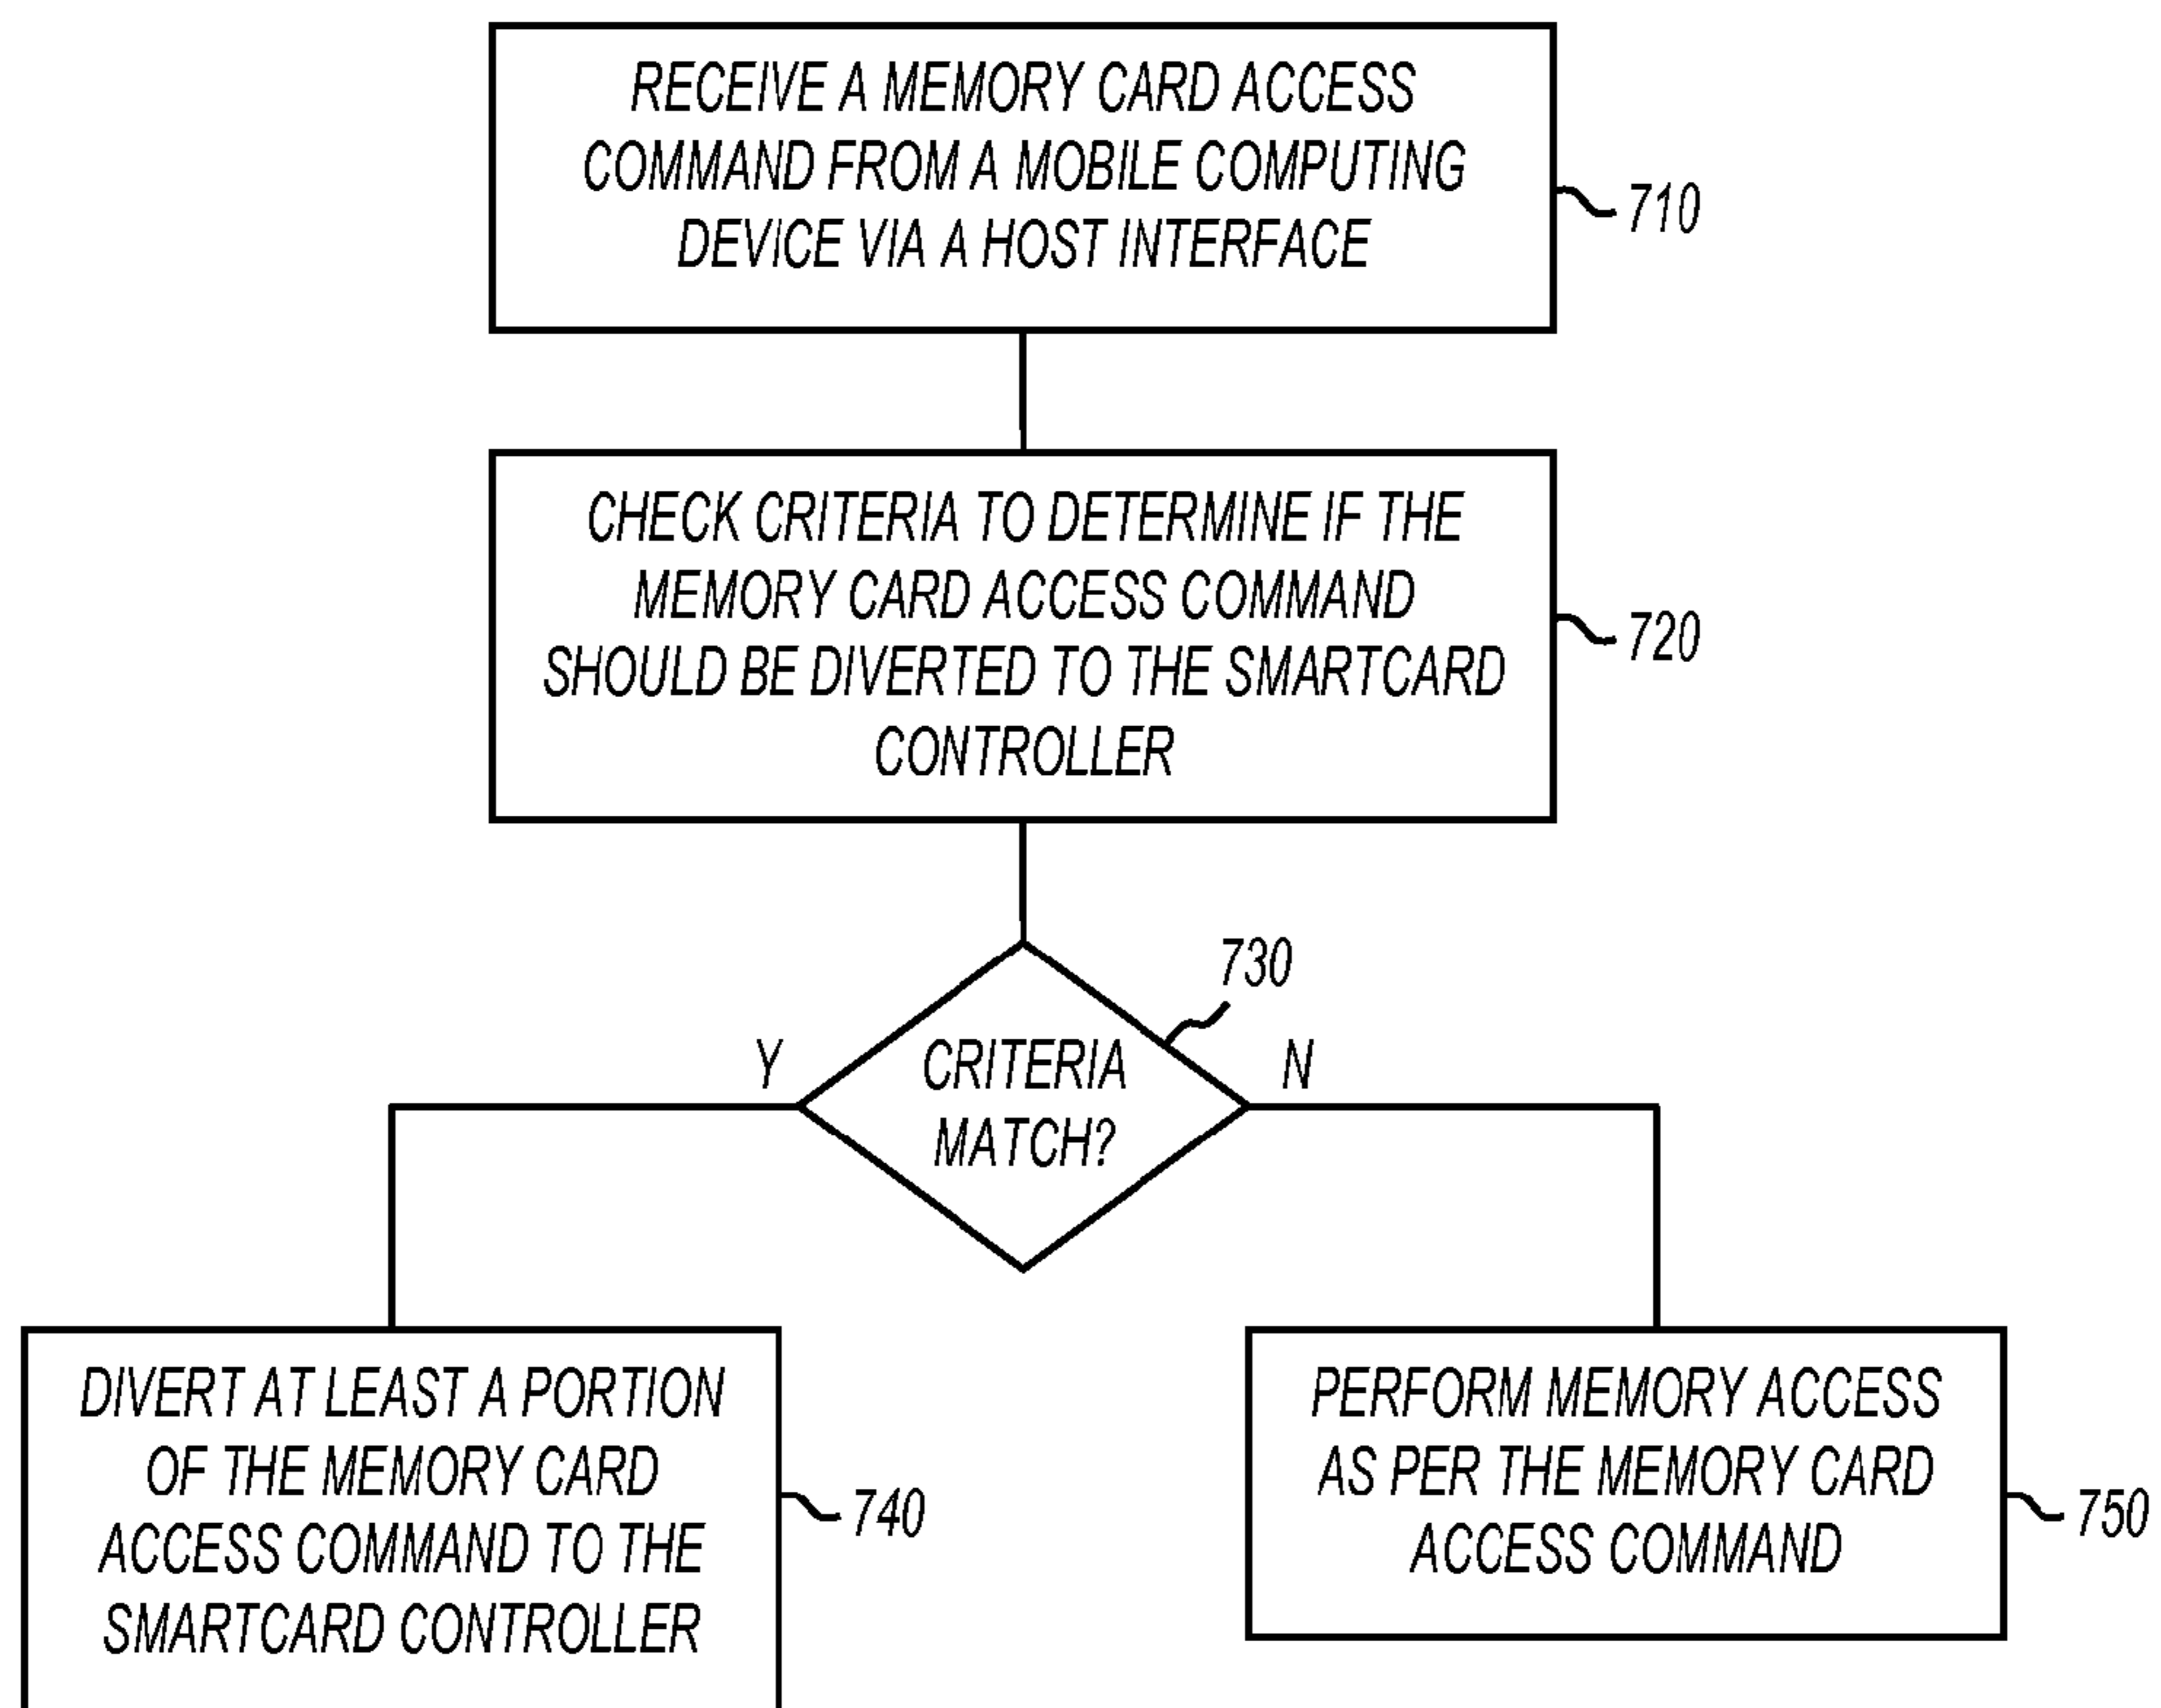 RECEIVE A MEMORY CARD ACCESS
COMMAND FROM A MOBILE COMPUTING
DEVICE VIA A HOST INTERFACE
710
CHECK CRITERIA TO DETERMINE IF THE
MEMORY CARD ACCESS COMMAND
SHOULD BE DIVERTED TO THE SMARTCARD
CONTROLLER
720
730
Y
CRITERIA
MATCH?
N
DIVERT AT LEAST A PORTION
OF THE MEMORY CARD
ACCESS COMMAND TO THE
SMARTCARD CONTROLLER
740
PERFORM MEMORY ACCESS
AS PER THE MEMORY CARD
ACCESS COMMAND
750